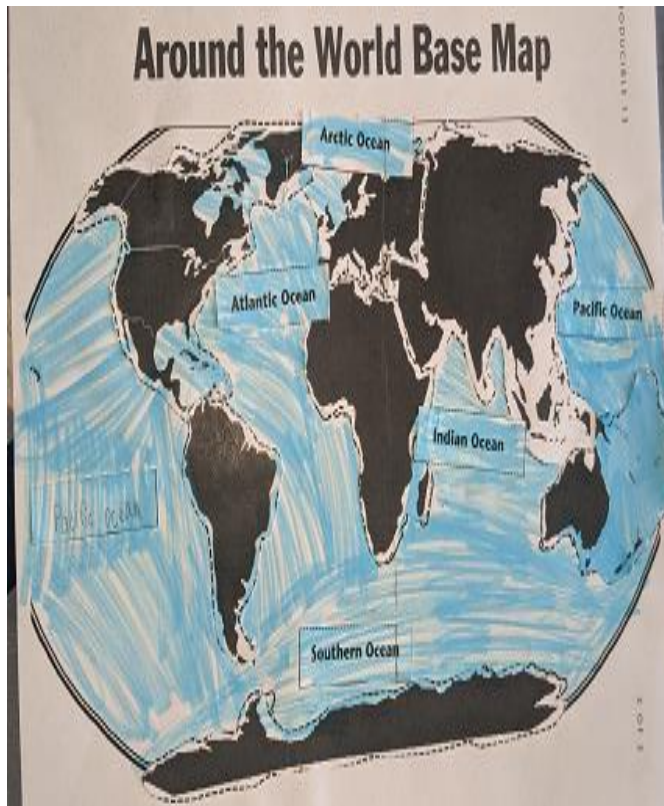 Around the World Base Map
Arctic Ocean
Atlantic Ocean
Pacific Ocean
Indian Ocean
Pacific Ocean
Southern Ocean